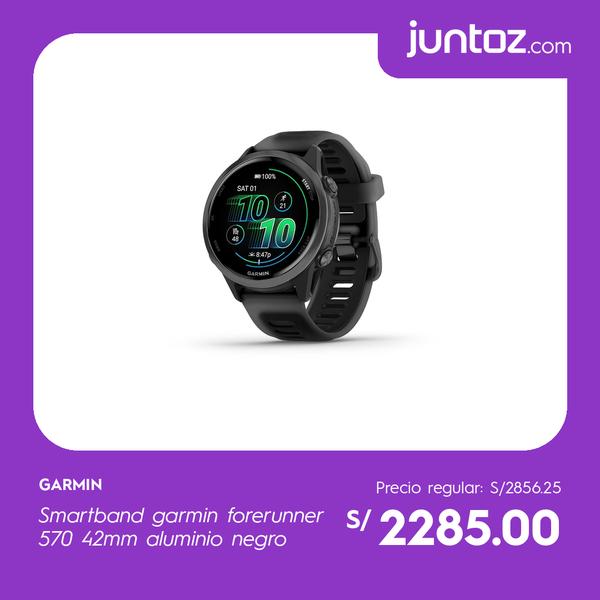 juntoz.com
100%
START
SAT 01
10
21
10
48
8:47p
GARMIN
GARMIN
Smartband garmin forerunner
570 42mm aluminio negro
Precio regular: S/2856.25
S/ 2285.00